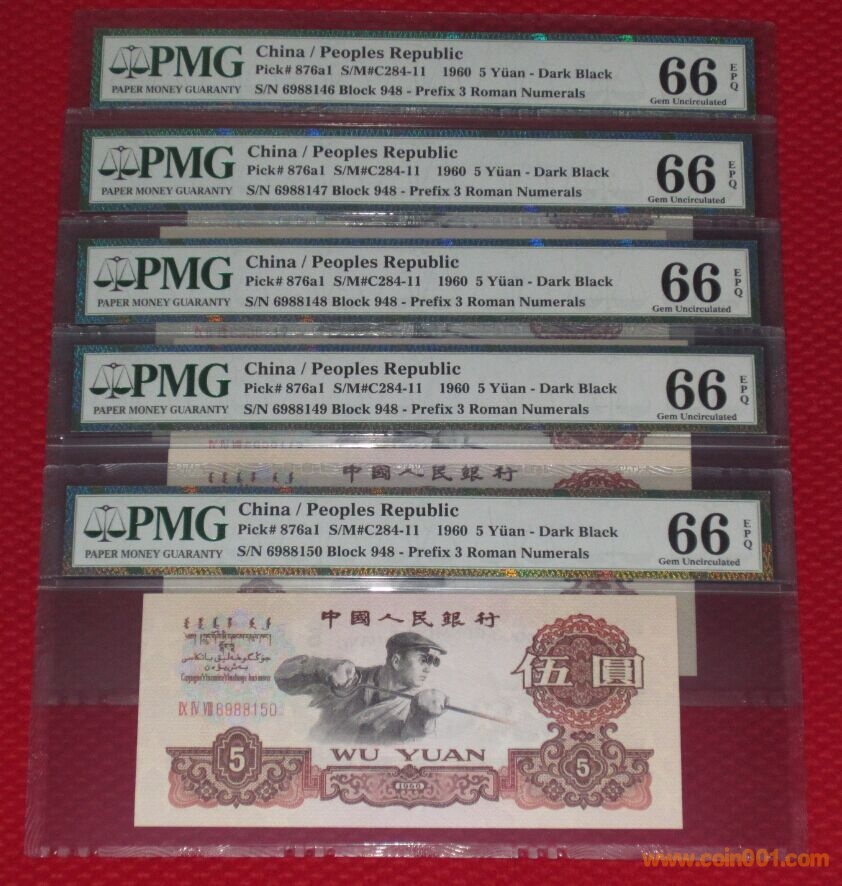 PMG
PAPER MONEY GUARANTY
China / Peoples Republic
Pick# 876a1 S/M#C284-11 1960 5 Yüan - Dark Black
S/N 6988146 Block 948 - Prefix 3 Roman Numerals
66 EPQ
Gem Uncirculated
PMG
PAPER MONEY GUARANTY
China / Peoples Republic
Pick# 876a1 S/M#C284-11 1960 5 Yüan - Dark Black
S/N 6988147 Block 948 - Prefix 3 Roman Numerals
66 EPQ
Gem Uncirculated
PMG
PAPER MONEY GUARANTY
China / Peoples Republic
Pick# 876a1 S/M#C284-11 1960 5 Yüan - Dark Black
S/N 6988148 Block 948 - Prefix 3 Roman Numerals
66 EPQ
Gem Uncirculated
PMG
PAPER MONEY GUARANTY
China / Peoples Republic
Pick# 876a1 S/M#C284-11 1960 5 Yüan - Dark Black
S/N 6988149 Block 948 - Prefix 3 Roman Numerals
66 EPQ
Gem Uncirculated
中國人民銀行
PMG
PAPER MONEY GUARANTY
China / Peoples Republic
Pick# 876a1 S/M#C284-11 1960 5 Yüan - Dark Black
S/N 6988150 Block 948 - Prefix 3 Roman Numerals
66 EPQ
Gem Uncirculated
中國人民銀行
伍圓
IX IV VIII 6988150
WU YUAN
5
1960
5
www.coin001.com